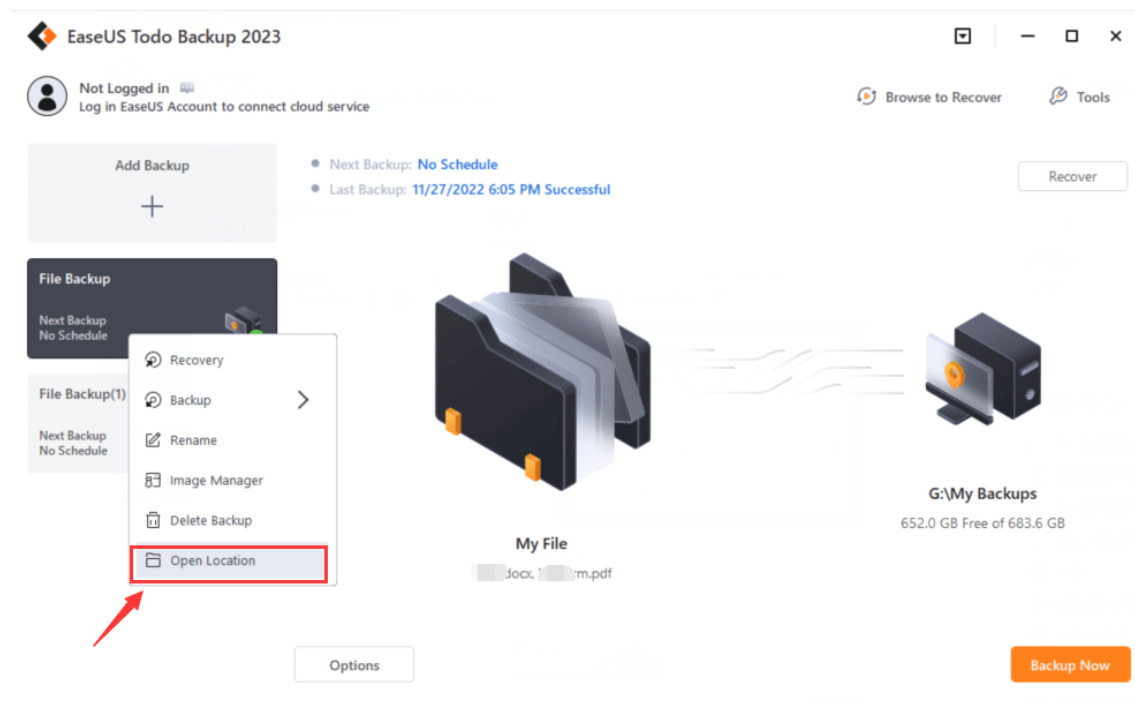 EaseUS Todo Backup 2023
Not Logged in
Log in EaseUS Account to connect cloud service
Browse to Recover
Tools
Add Backup
Next Backup: No Schedule
Last Backup: 11/27/2022 6:05 PM Successful
Recover
File Backup
Next Backup
No Schedule
File Backup(1)
Next Backup
No Schedule
Recovery
Backup
Rename
Image Manager
Delete Backup
Open Location
My File
docx, rm.pdf
G:\My Backups
652.0 GB Free of 683.6 GB
Options
Backup Now